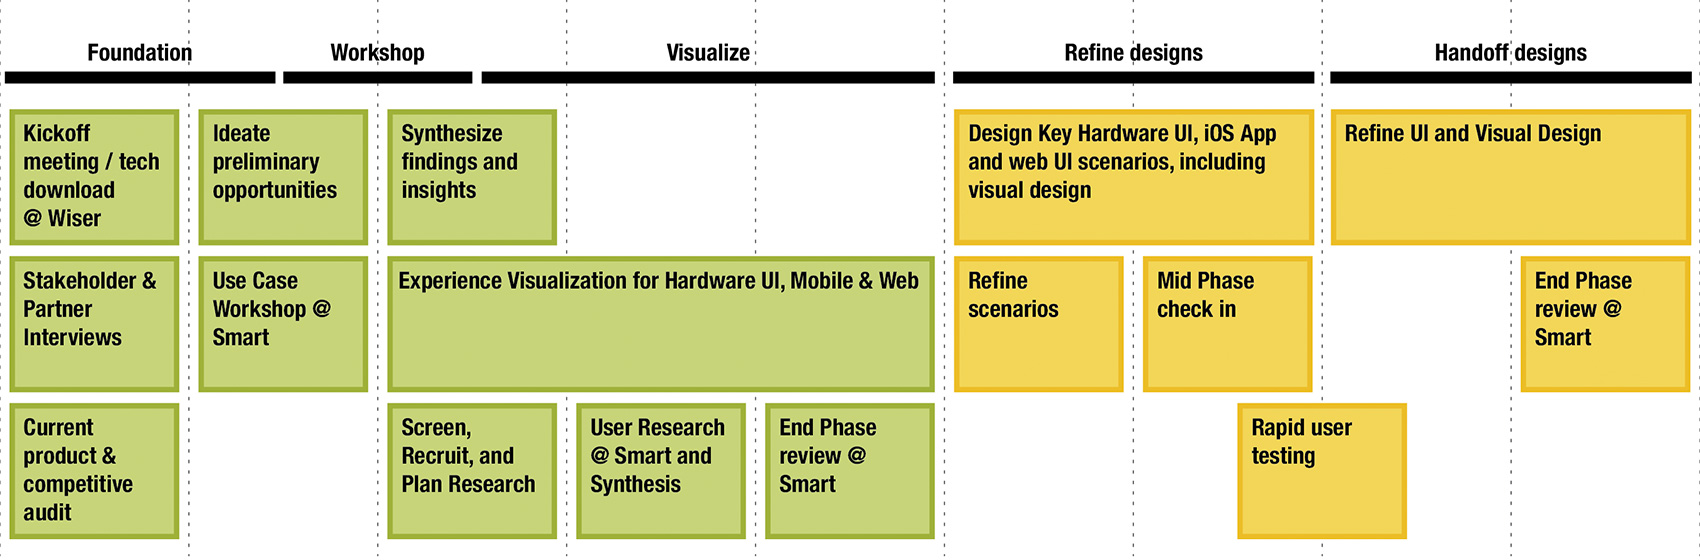 Foundation
Workshop
Visualize
Refine designs
Handoff designs
Kickoff
meeting / tech
download
@ Wiser
Ideate
preliminary
opportunities
Synthesize
findings and
insights
Design Key Hardware UI, iOS App
and web UI scenarios, including
visual design
Refine UI and Visual Design
Stakeholder &
Partner
Interviews
Use Case
Workshop @
Smart
Experience Visualization for Hardware UI, Mobile & Web
Refine
scenarios
Mid Phase
check in
End Phase
review @
Smart
Current
product &
competitive
audit
Screen,
Recruit, and
Plan Research
User Research
@ Smart and
Synthesis
End Phase
review @
Smart
Rapid user
testing